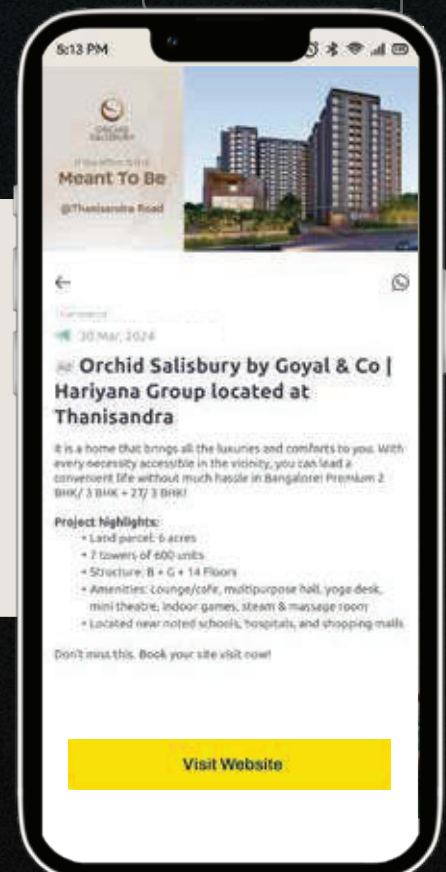 5:13 PM
ORCHID
SALISBURY
Meant To Be
@Thanisandra Road
30 Mar, 2024
Ad Orchid Salisbury by Goyal & Co |
Hariyana Group located at
Thanisandra
It is a home that brings all the luxuries and comforts to you. With
every necessity accessible in the vicinity, you can lead a
convenient life without much hassle in Bangalore! Premium 2
BHK/ 3 BHK + 2T/ 3 BHK!
Project highlights:
• Land parcel: 6 acres
• 7 towers of 600 units
• Structure: B + G + 14 Floors
• Amenities: Lounge/cafe, multipurpose hall, yoga desk,
mini theatre, indoor games, steam & massage room
• Located near noted schools, hospitals, and shopping malls
Don't miss this. Book your site visit now!
Visit Website